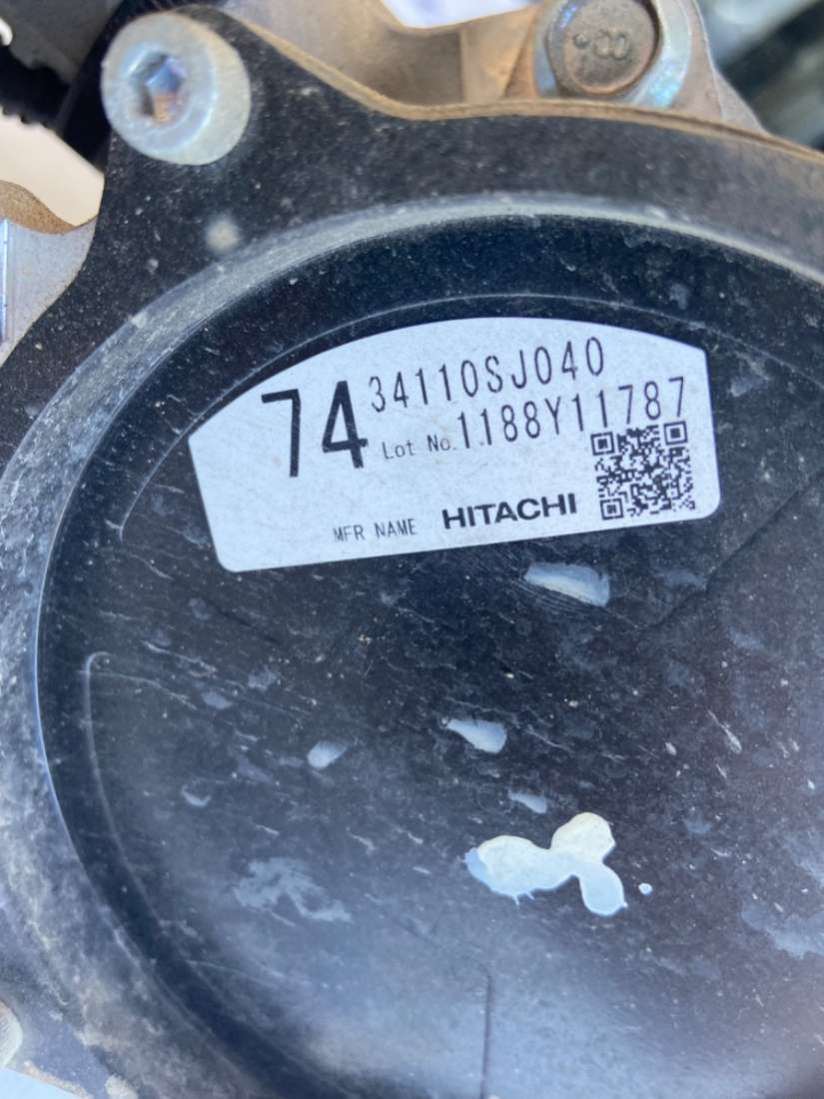 74 34110SJ040
Lot No. 1188Y11787
MFR NAME HITACHI